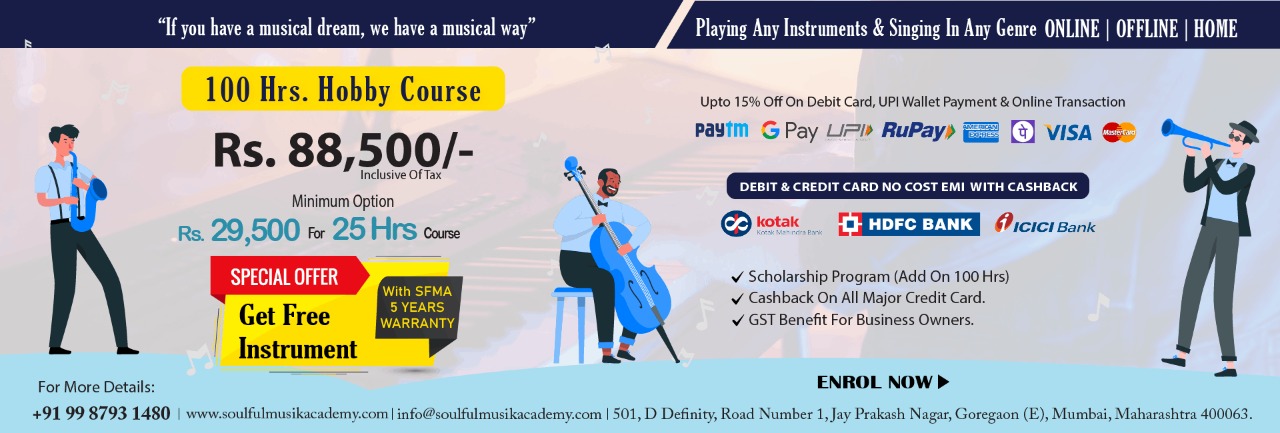 “If you have a musical dream, we have a musical way”
Playing Any Instruments & Singing In Any Genre ONLINE | OFFLINE | HOME
100 Hrs. Hobby Course
Rs. 88,500/-
Inclusive Of Tax
Minimum Option
Rs. 29,500 For 25 Hrs Course
SPECIAL OFFER
Get Free
Instrument
With SFMA
5 YEARS
WARRANTY
Upto 15% Off On Debit Card, UPI Wallet Payment & Online Transaction
paytm G Pay UPI RuPay AMERICAN EXPRESS पे VISA MasterCard
DEBIT & CREDIT CARD NO COST EMI WITH CASHBACK
kotak Kotak Mahindra Bank HDFC BANK ICICI Bank
Scholarship Program (Add On 100 Hrs)
Cashback On All Major Credit Card.
GST Benefit For Business Owners.
ENROL NOW
For More Details:
+91 99 8793 1480 | www.soulfulmusikacademy.com | info@soulfulmusikacademy.com | 501, D Definity, Road Number 1, Jay Prakash Nagar, Goregaon (E), Mumbai, Maharashtra 400063.